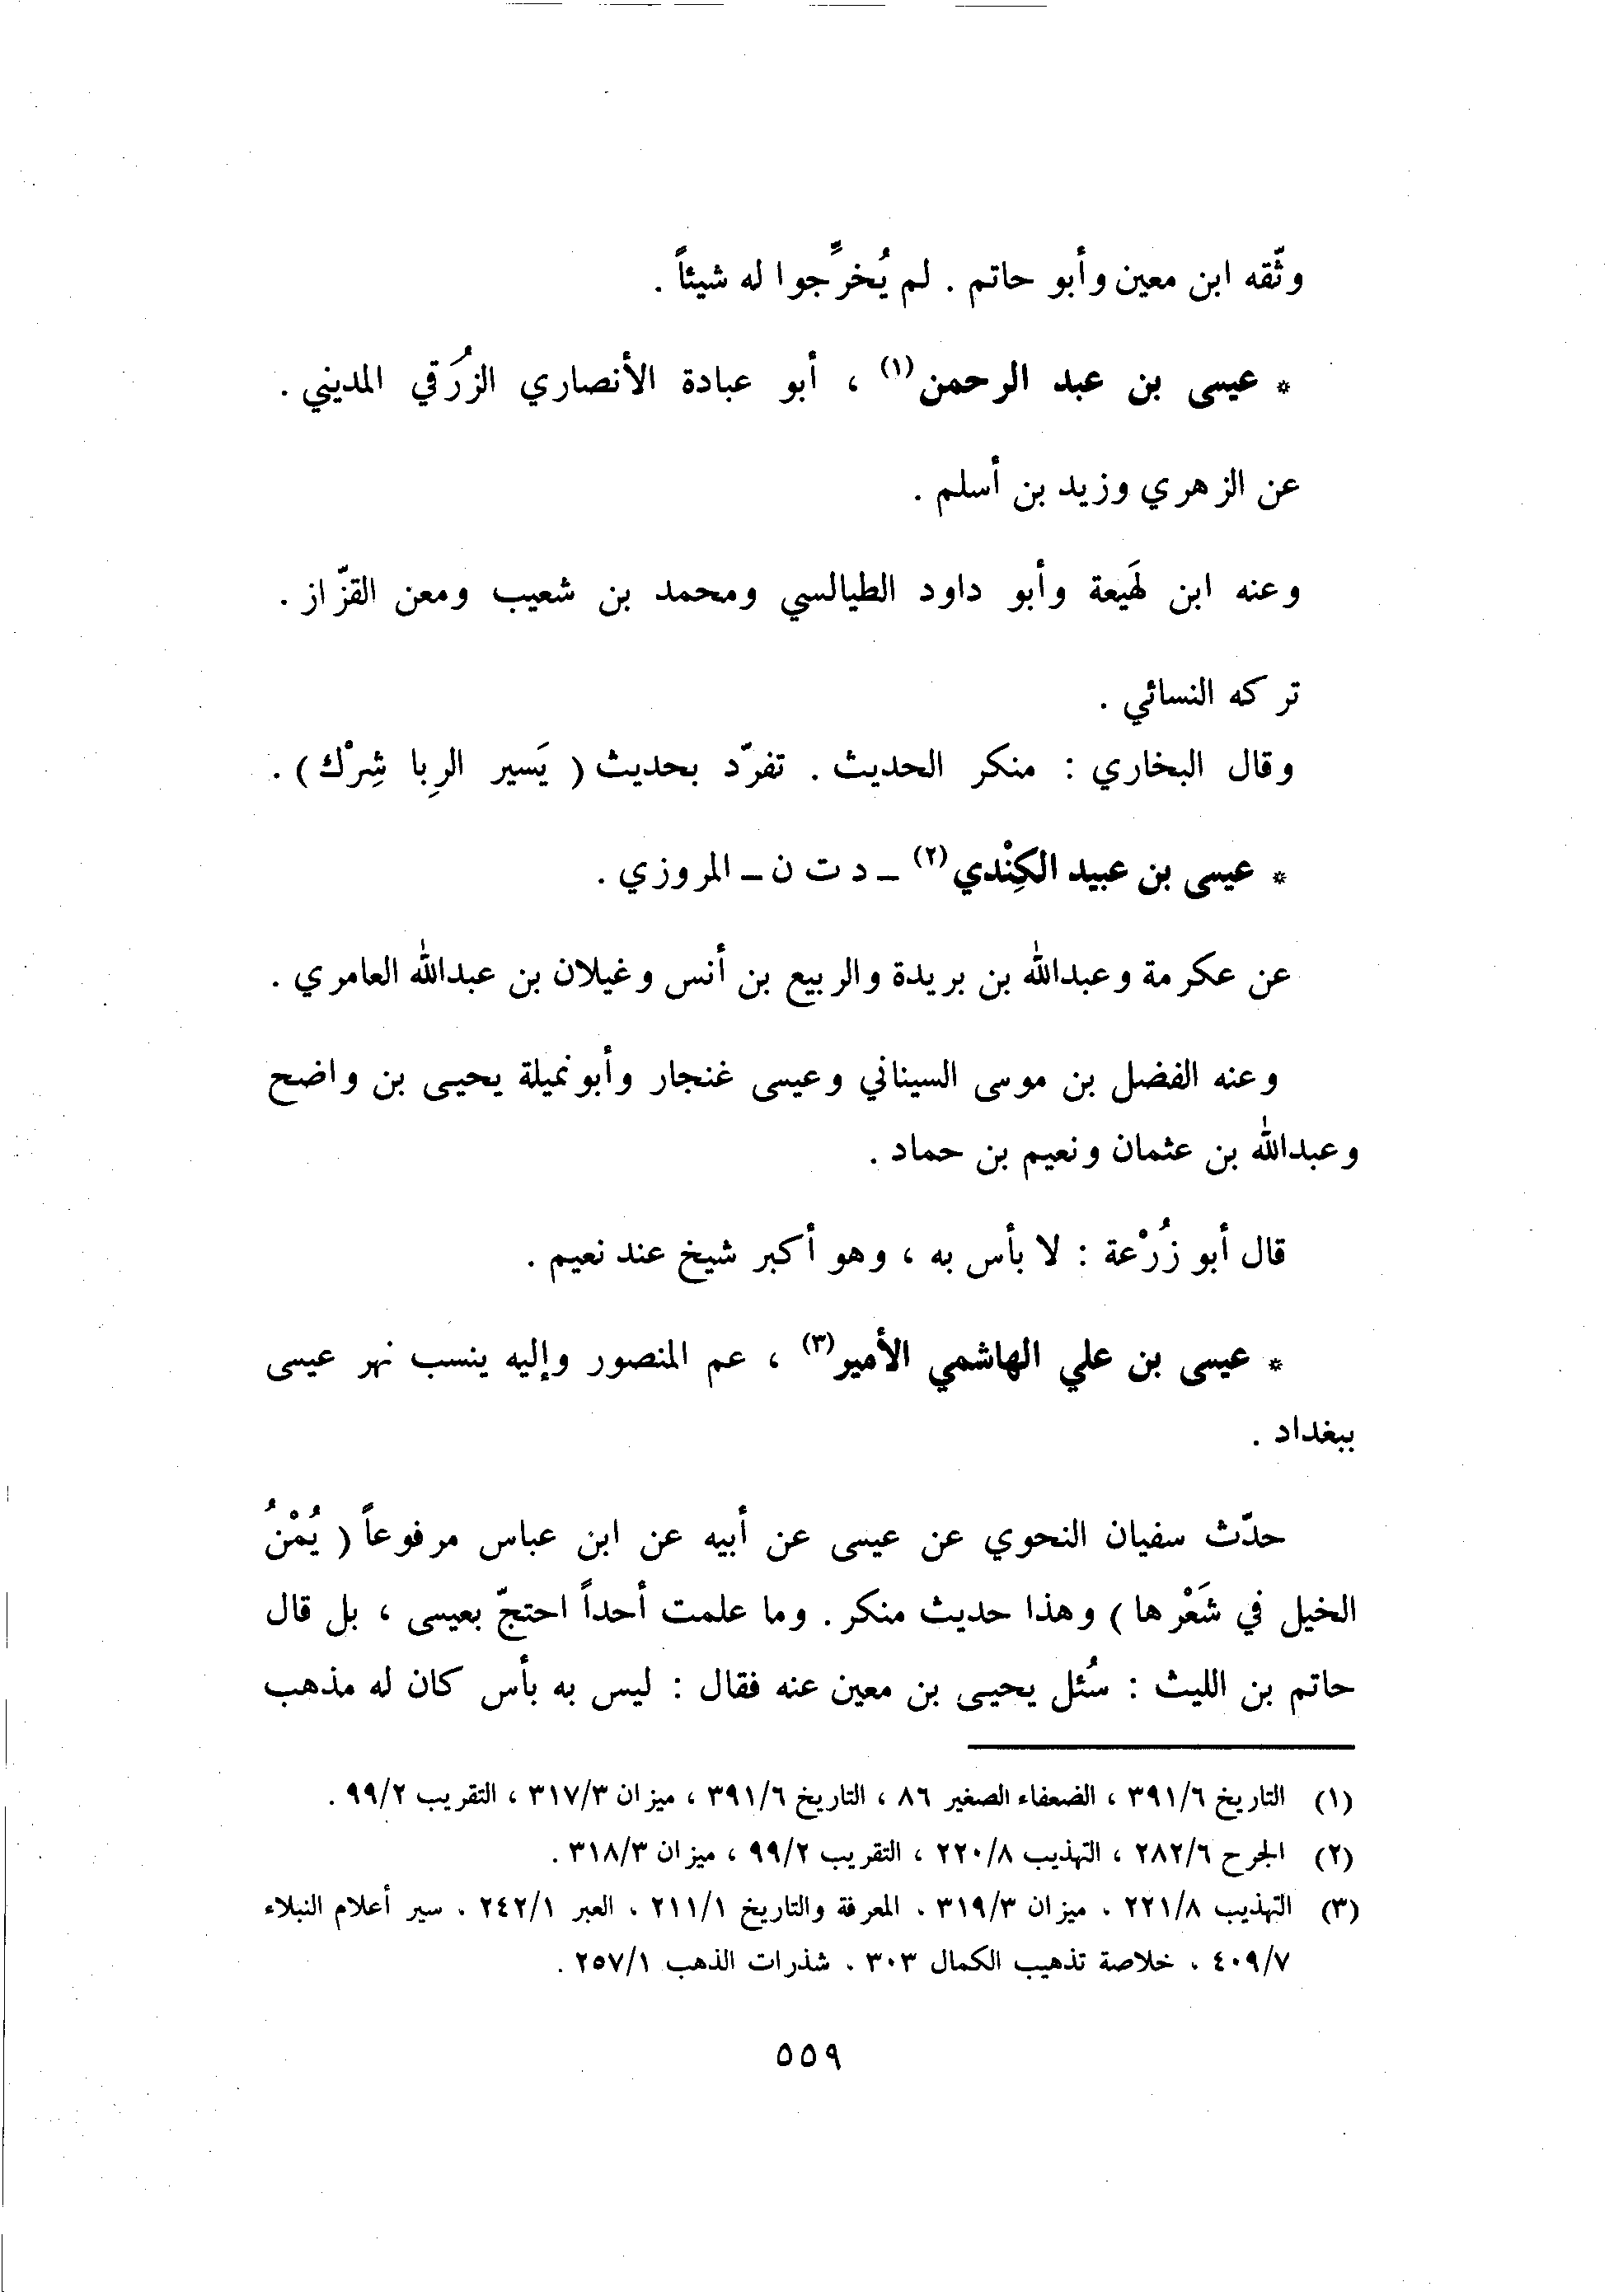 وثّقه ابن معين وأبو حاتم . لم يُخرَّجوا له شيئاً .
* عيسى بن عبد الرحمن(١) ، أبو عبادة الأنصاري الزُرَقي المديني .
عن الزهري وزيد بن أسلم .
وعنه ابن لَهيعة وأبو داود الطيالسي ومحمد بن شعيب ومعن القزّاز .
تركه النسائي .
وقال البخاري : منكر الحديث . تفرّد بحديث ( يَسير الرِبا شِرْك ) .
* عيسى بن عبيد الكِنْدي(٢) – د ت ن – المروزي .
عن عكرمة وعبدالله بن بريدة والربيع بن أنس وغيلان بن عبدالله العامري .
وعنه الفضل بن موسى السيناني وعيسى غنجار وأبو نميلة يحيى بن واضح
وعبدالله بن عثمان ونعيم بن حماد .
قال أبو زُرْعة : لا بأس به ، وهو أكبر شيخ عند نعيم .
* عيسى بن علي الهاشمي الأمير(٣) ، عم المنصور وإليه ينسب نهر عيسى
ببغداد .
حدّث سفيان النحوي عن عيسى عن أبيه عن ابن عباس مرفوعاً ( يُمْنُ
الخيل في شَعْرها ) وهذا حديث منكر . وما علمت أحداً احتجّ بعيسى ، بل قال
حاتم بن الليث : سُئل يحيى بن معين عنه فقال : ليس به بأس كان له مذهب
(١) التاريخ ٣٩١/٦ ، الضعفاء الصغير ٨٦ ، التاريخ ٣٩١/٦ ، ميزان ٣١٧/٣ ، التقريب ٩٩/٢ .
(٢) الجرح ٢٨٢/٦ ، التهذيب ٢٢٠/٨ ، التقريب ٩٩/٢ ، ميزان ٣١٨/٣ .
(٣) التهذيب ٢٢١/٨ . ميزان ٣١٩/٣ . المعرفة والتاريخ ٢١١/١ . العبر ٢٤٢/١ . سير أعلام النبلاء
٤٠٩/٧ . خلاصة تذهيب الكمال ٣٠٣ . شذرات الذهب ٢٥٧/١ .
٥٥٩